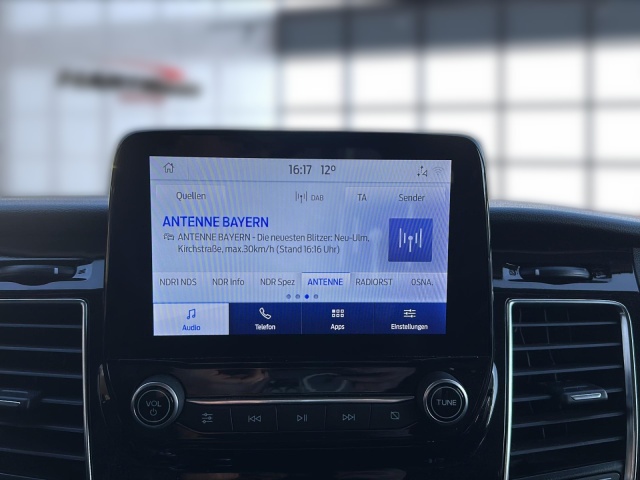 16:17 12°
Quellen DAB TA Sender
ANTENNE BAYERN
ANTENNE BAYERN - Die neuesten Blitzer: Neu-Ulm,
Kirchstraße, max.30km/h (Stand 16:16 Uhr)
NDR1 NDS NDR Info NDR Spez ANTENNE RADIORST OSNA.
Audio Telefon Apps Einstellungen
VOL TUNE